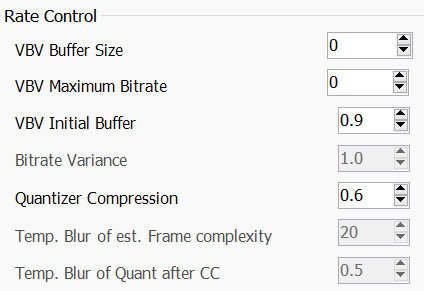 Rate Control
VBV Buffer Size 0
VBV Maximum Bitrate 0
VBV Initial Buffer 0.9
Bitrate Variance 1.0
Quantizer Compression 0.6
Temp. Blur of est. Frame complexity 20
Temp. Blur of Quant after CC 0.5